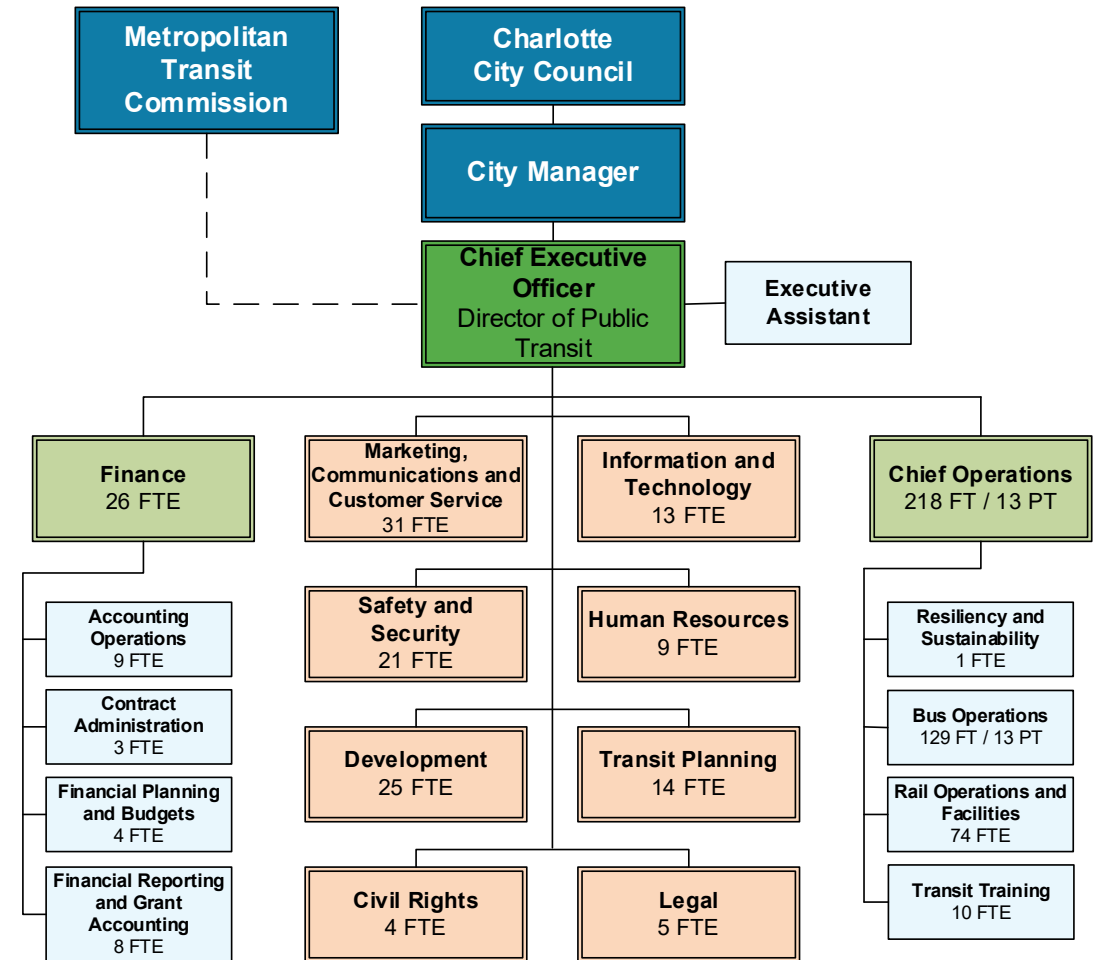 Metropolitan
Transit
Commission
Charlotte
City Council
City Manager
Chief Executive
Officer
Director of Public
Transit
Executive
Assistant
Finance
26 FTE
Marketing,
Communications and
Customer Service
31 FTE
Information and
Technology
13 FTE
Chief Operations
218 FT / 13 PT
Accounting
Operations
9 FTE
Contract
Administration
3 FTE
Financial Planning
and Budgets
4 FTE
Financial Reporting
and Grant
Accounting
8 FTE
Safety and
Security
21 FTE
Human Resources
9 FTE
Development
25 FTE
Transit Planning
14 FTE
Civil Rights
4 FTE
Legal
5 FTE
Resiliency and
Sustainability
1 FTE
Bus Operations
129 FT / 13 PT
Rail Operations and
Facilities
74 FTE
Transit Training
10 FTE